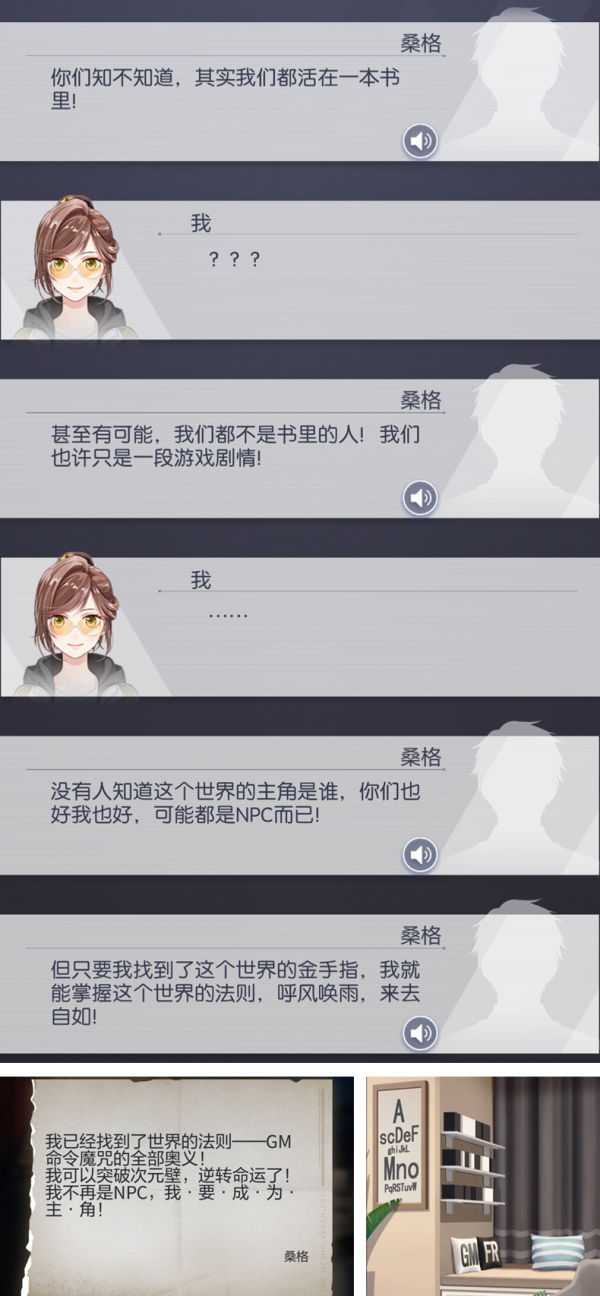 桑格
你们知不知道，其实我们都活在一本书
里!
我
？？？
桑格
甚至有可能，我们都不是书里的人！我们
也许只是一段游戏剧情!
我
……
桑格
没有人知道这个世界的主角是谁，你们也
好我也好，可能都是NPC而已!
桑格
但只要我找到了这个世界的金手指，我就
能掌握这个世界的法则，呼风唤雨，来去
自如!
我已经找到了世界的法则——GM
命令魔咒的全部奥义！
我可以突破次元壁，逆转命运了！
我不再是NPC，我·要·成·为·
主·角！
桑格
A
scDeF
ghiJkL
Mno
PqRSTuvW
GM
FR